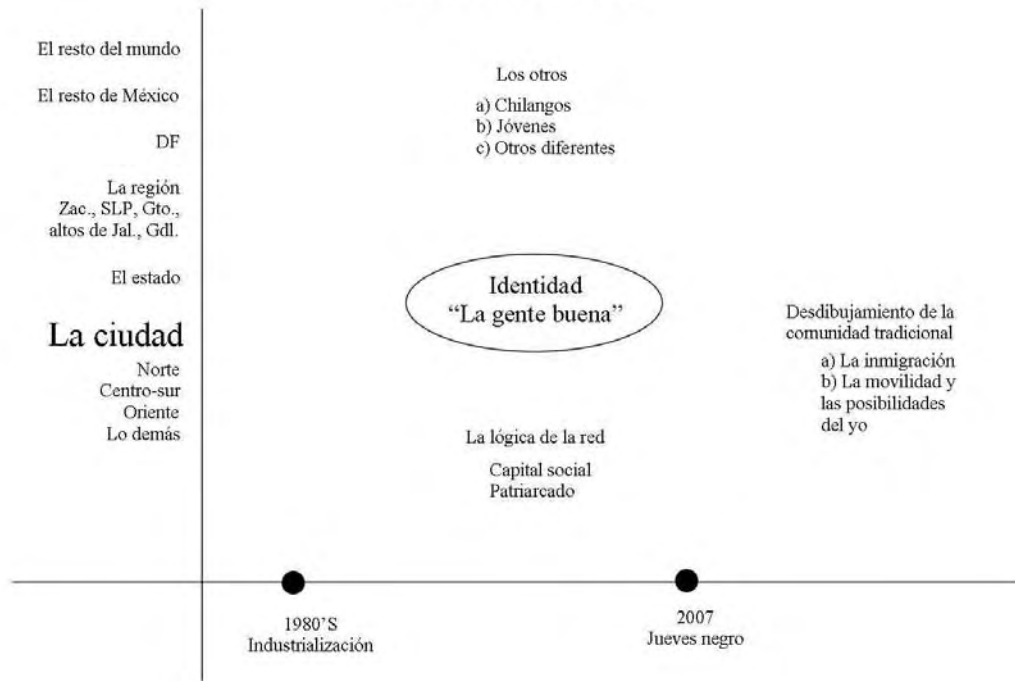 El resto del mundo
El resto de México
DF
La región
Zac., SLP, Gto.,
altos de Jal., Gdl.
El estado
La ciudad
Norte
Centro-sur
Oriente
Lo demás
Los otros
a) Chilangos
b) Jóvenes
c) Otros diferentes
Identidad
“La gente buena”
La lógica de la red
Capital social
Patriarcado
Desdibujamiento de la
comunidad tradicional
a) La inmigración
b) La movilidad y
las posibilidades
del yo
1980’S
Industrialización
2007
Jueves negro